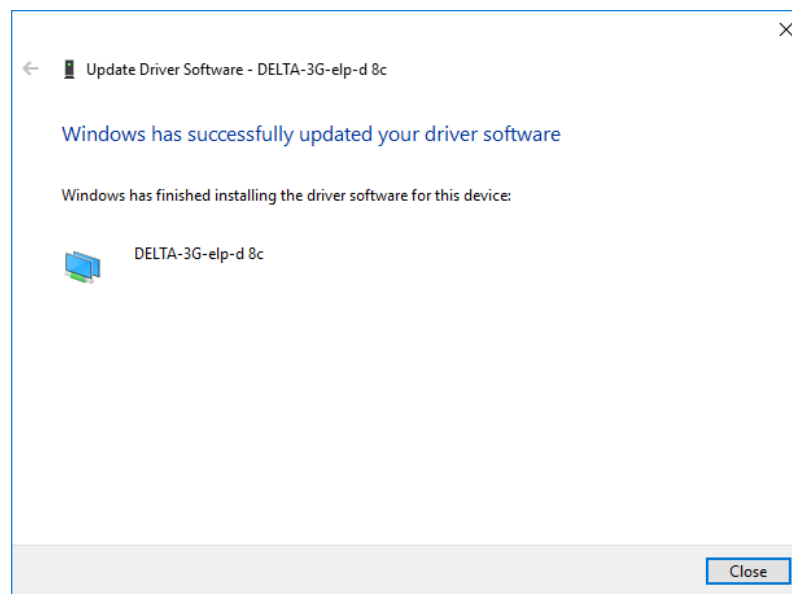 Update Driver Software - DELTA-3G-elp-d 8c
Windows has successfully updated your driver software
Windows has finished installing the driver software for this device:
DELTA-3G-elp-d 8c
Close